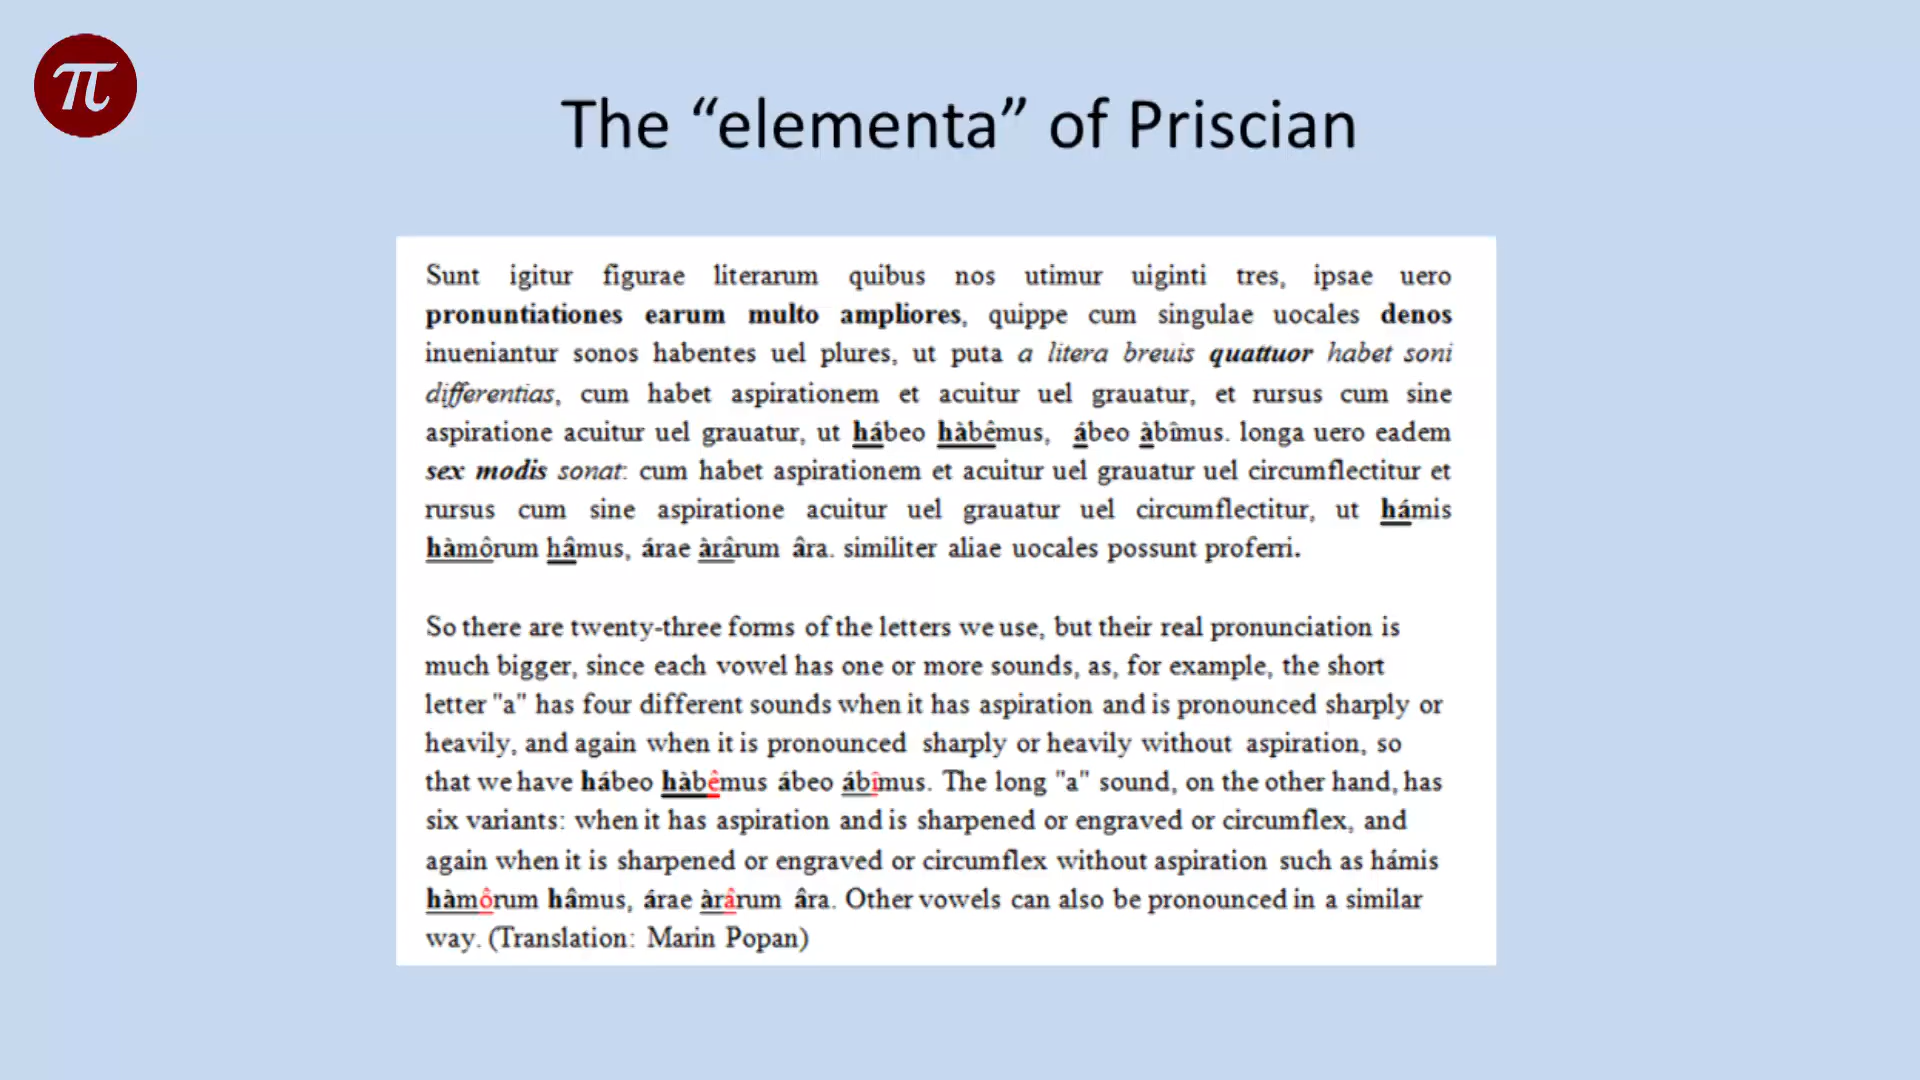 π
The “elementa” of Priscian
Sunt igitur figurae literarum quibus nos utimur uiginti tres, ipsae uero
pronuntiationes earum multo ampliores, quippe cum singulae uocales denos
inueniantur sonos habentes uel plures, ut puta a litera breuis quattuor habet soni
differentias, cum habet aspirationem et acuitur uel grauatur, et rursus cum sine
aspiratione acuitur uel grauatur, ut hábeo hàbêmus, ábeo àbîmus. longa uero eadem
sex modis sonat: cum habet aspirationem et acuitur uel grauatur uel circumflectitur et
rursus cum sine aspiratione acuitur uel grauatur uel circumflectitur, ut hámis
hàmôrum hâmus, árae àrârum âra. similiter aliae uocales possunt proferri.
So there are twenty-three forms of the letters we use, but their real pronunciation is
much bigger, since each vowel has one or more sounds, as, for example, the short
letter "a" has four different sounds when it has aspiration and is pronounced sharply or
heavily, and again when it is pronounced sharply or heavily without aspiration, so
that we have hábeo hàbêmus ábeo ábîmus. The long "a" sound, on the other hand, has
six variants: when it has aspiration and is sharpened or engraved or circumflex, and
again when it is sharpened or engraved or circumflex without aspiration such as hámis
hàmôrum hâmus, árae àrârum âra. Other vowels can also be pronounced in a similar
way. (Translation: Marin Popan)